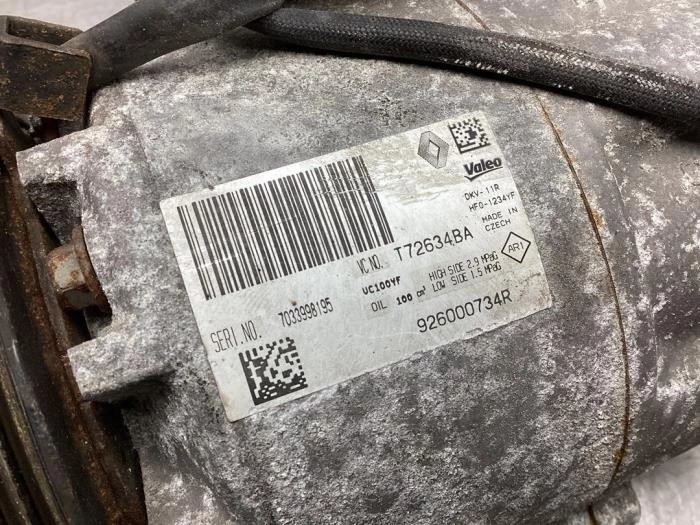 Valeo
DKV-11R
HFO-1234YF
MADE IN
CZECH
AR1
VC NO. T72634BA
UC100YF HIGH SIDE 2.9 MPaG
OIL 100 cm³ LOW SIDE 1.5 MPaG
SERI.NO. 7033998195
926000734R